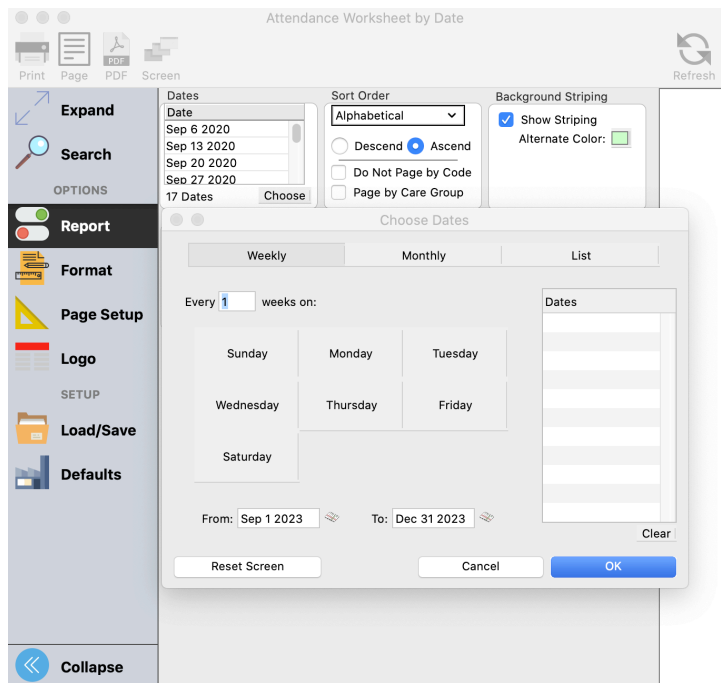 Attendance Worksheet by Date
Print Page PDF Screen Refresh
PDF
Expand
Search
OPTIONS
Report
Format
Page Setup
Logo
SETUP
Load/Save
Defaults
Collapse
Dates
Date
Sep 6 2020
Sep 13 2020
Sep 20 2020
Sep 27 2020
17 Dates Choose
Sort Order
Alphabetical
Descend Ascend
Do Not Page by Code
Page by Care Group
Background Striping
Show Striping
Alternate Color:
Choose Dates
Weekly Monthly List
Every 1 weeks on:
Sunday Monday Tuesday
Wednesday Thursday Friday
Saturday
Dates
From: Sep 1 2023 To: Dec 31 2023
Clear
Reset Screen Cancel OK